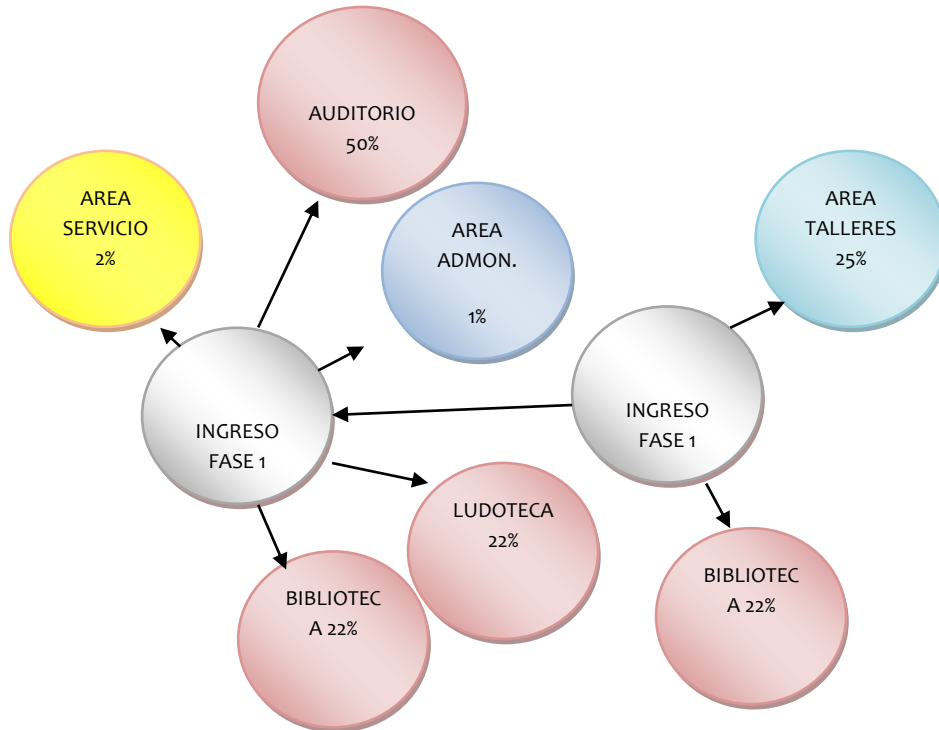 AUDITORIO
50%
AREA
SERVICIO
2%
AREA
ADMON.
1%
AREA
TALLERES
25%
INGRESO
FASE 1
INGRESO
FASE 1
LUDOTECA
22%
BIBLIOTEC
A 22%
BIBLIOTEC
A 22%